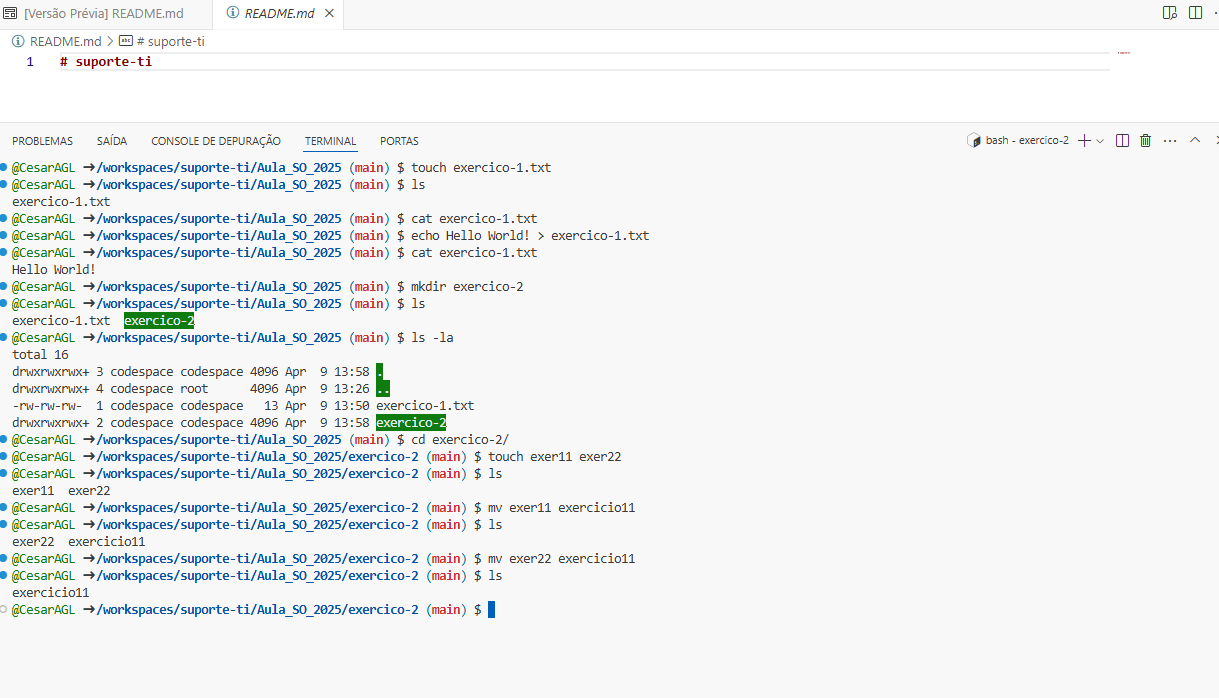 [Versão Prévia] README.md README.md
README.md # suporte-ti
1 # suporte-ti
PROBLEMAS SAÍDA CONSOLE DE DEPURAÇÃO TERMINAL PORTAS bash - exercico-2
@CesarAGL →/workspaces/suporte-ti/Aula_SO_2025 (main) $ touch exercico-1.txt
@CesarAGL →/workspaces/suporte-ti/Aula_SO_2025 (main) $ ls
exercico-1.txt
@CesarAGL →/workspaces/suporte-ti/Aula_SO_2025 (main) $ cat exercico-1.txt
@CesarAGL →/workspaces/suporte-ti/Aula_SO_2025 (main) $ echo Hello World! > exercico-1.txt
@CesarAGL →/workspaces/suporte-ti/Aula_SO_2025 (main) $ cat exercico-1.txt
Hello World!
@CesarAGL →/workspaces/suporte-ti/Aula_SO_2025 (main) $ mkdir exercico-2
@CesarAGL →/workspaces/suporte-ti/Aula_SO_2025 (main) $ ls
exercico-1.txt exercico-2
@CesarAGL →/workspaces/suporte-ti/Aula_SO_2025 (main) $ ls -la
total 16
drwxrwxrwx+ 3 codespace codespace 4096 Apr 9 13:58 .
drwxrwxrwx+ 4 codespace root 4096 Apr 9 13:26 ..
-rw-rw-rw- 1 codespace codespace 13 Apr 9 13:50 exercico-1.txt
drwxrwxrwx+ 2 codespace codespace 4096 Apr 9 13:58 exercico-2
@CesarAGL →/workspaces/suporte-ti/Aula_SO_2025 (main) $ cd exercico-2/
@CesarAGL →/workspaces/suporte-ti/Aula_SO_2025/exercico-2 (main) $ touch exer11 exer22
@CesarAGL →/workspaces/suporte-ti/Aula_SO_2025/exercico-2 (main) $ ls
exer11 exer22
@CesarAGL →/workspaces/suporte-ti/Aula_SO_2025/exercico-2 (main) $ mv exer11 exercicio11
@CesarAGL →/workspaces/suporte-ti/Aula_SO_2025/exercico-2 (main) $ ls
exer22 exercicio11
@CesarAGL →/workspaces/suporte-ti/Aula_SO_2025/exercico-2 (main) $ mv exer22 exercicio11
@CesarAGL →/workspaces/suporte-ti/Aula_SO_2025/exercico-2 (main) $ ls
exercicio11
@CesarAGL →/workspaces/suporte-ti/Aula_SO_2025/exercico-2 (main) $